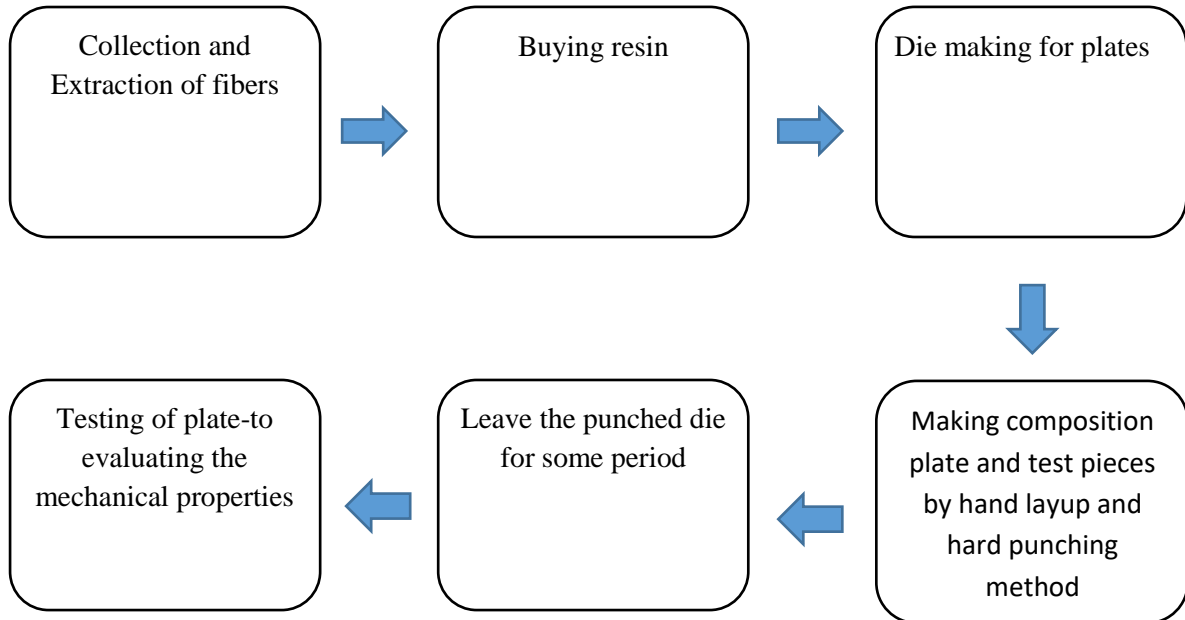 Collection and
Extraction of fibers
Buying resin
Die making for plates
Making composition
plate and test pieces
by hand layup and
hard punching
method
Leave the punched die
for some period
Testing of plate-to
evaluating the
mechanical properties